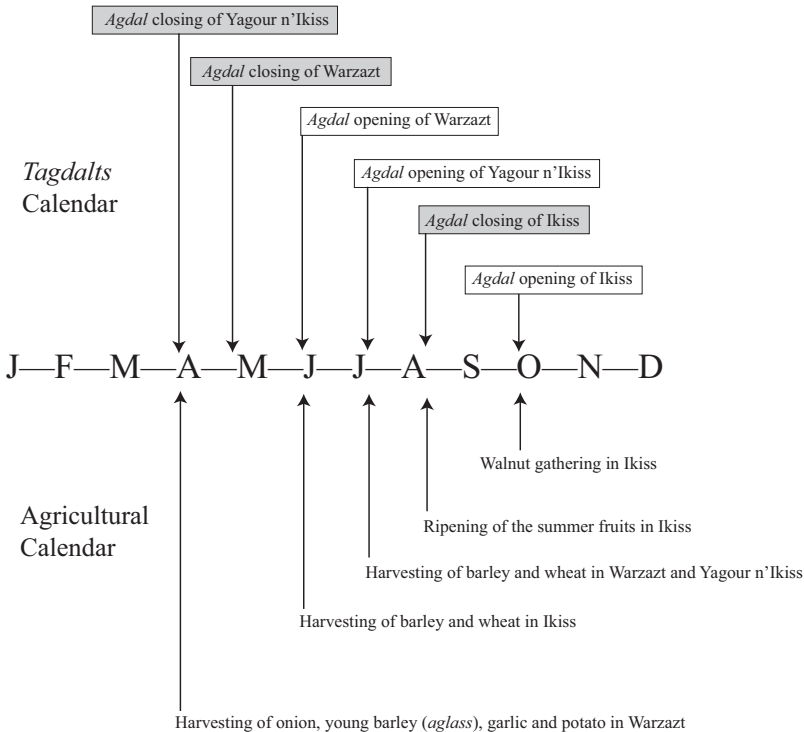 Agdal closing of Yagour n’Ikiss
Agdal closing of Warzazt
Agdal opening of Warzazt
Tagdalts
Calendar
Agdal opening of Yagour n’Ikiss
Agdal closing of Ikiss
Agdal opening of Ikiss
J—F—M—A—M—J—J—A—S—O—N—D
Walnut gathering in Ikiss
Agricultural
Calendar
Ripening of the summer fruits in Ikiss
Harvesting of barley and wheat in Warzazt and Yagour n’Ikiss
Harvesting of barley and wheat in Ikiss
Harvesting of onion, young barley (aglass), garlic and potato in Warzazt